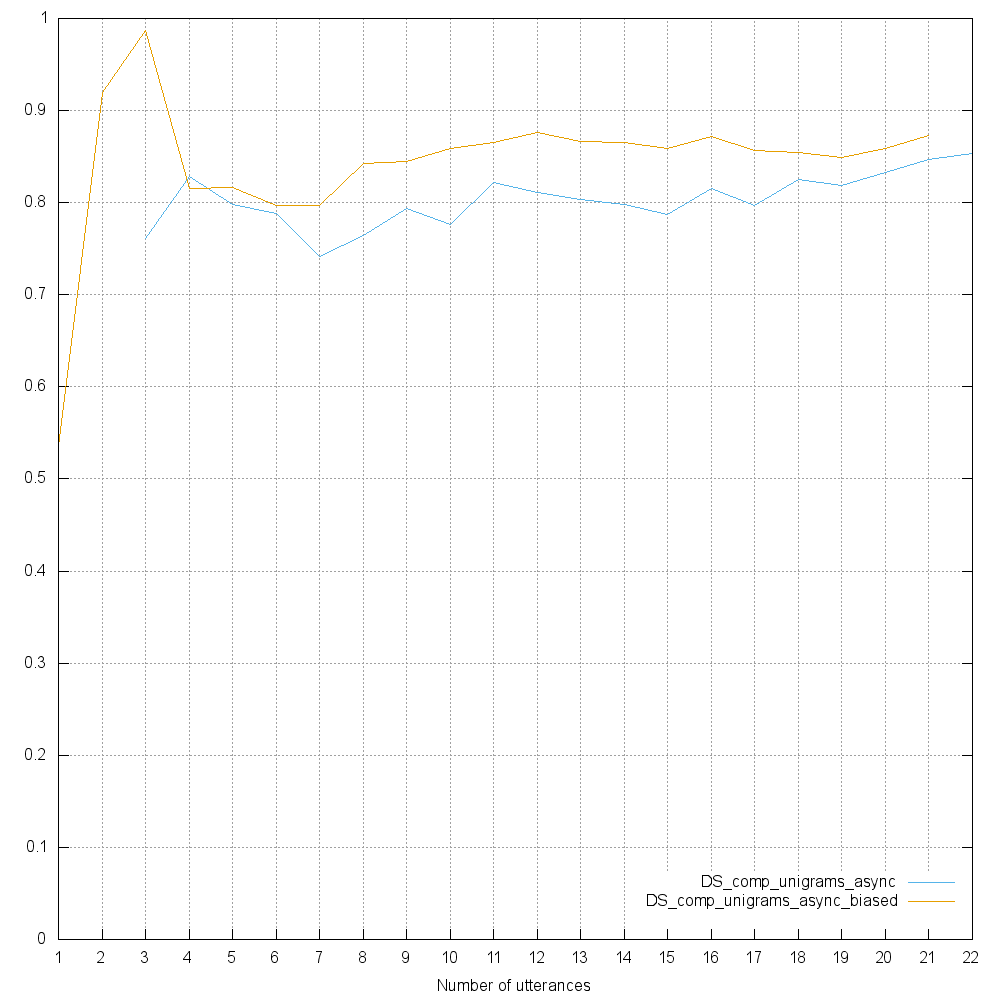 1
0.9
0.8
0.7
0.6
0.5
0.4
0.3
0.2
0.1
0
DS_comp_unigrams_async
DS_comp_unigrams_async_biased
1 2 3 4 5 6 7 8 9 10 11 12 13 14 15 16 17 18 19 20 21 22
Number of utterances